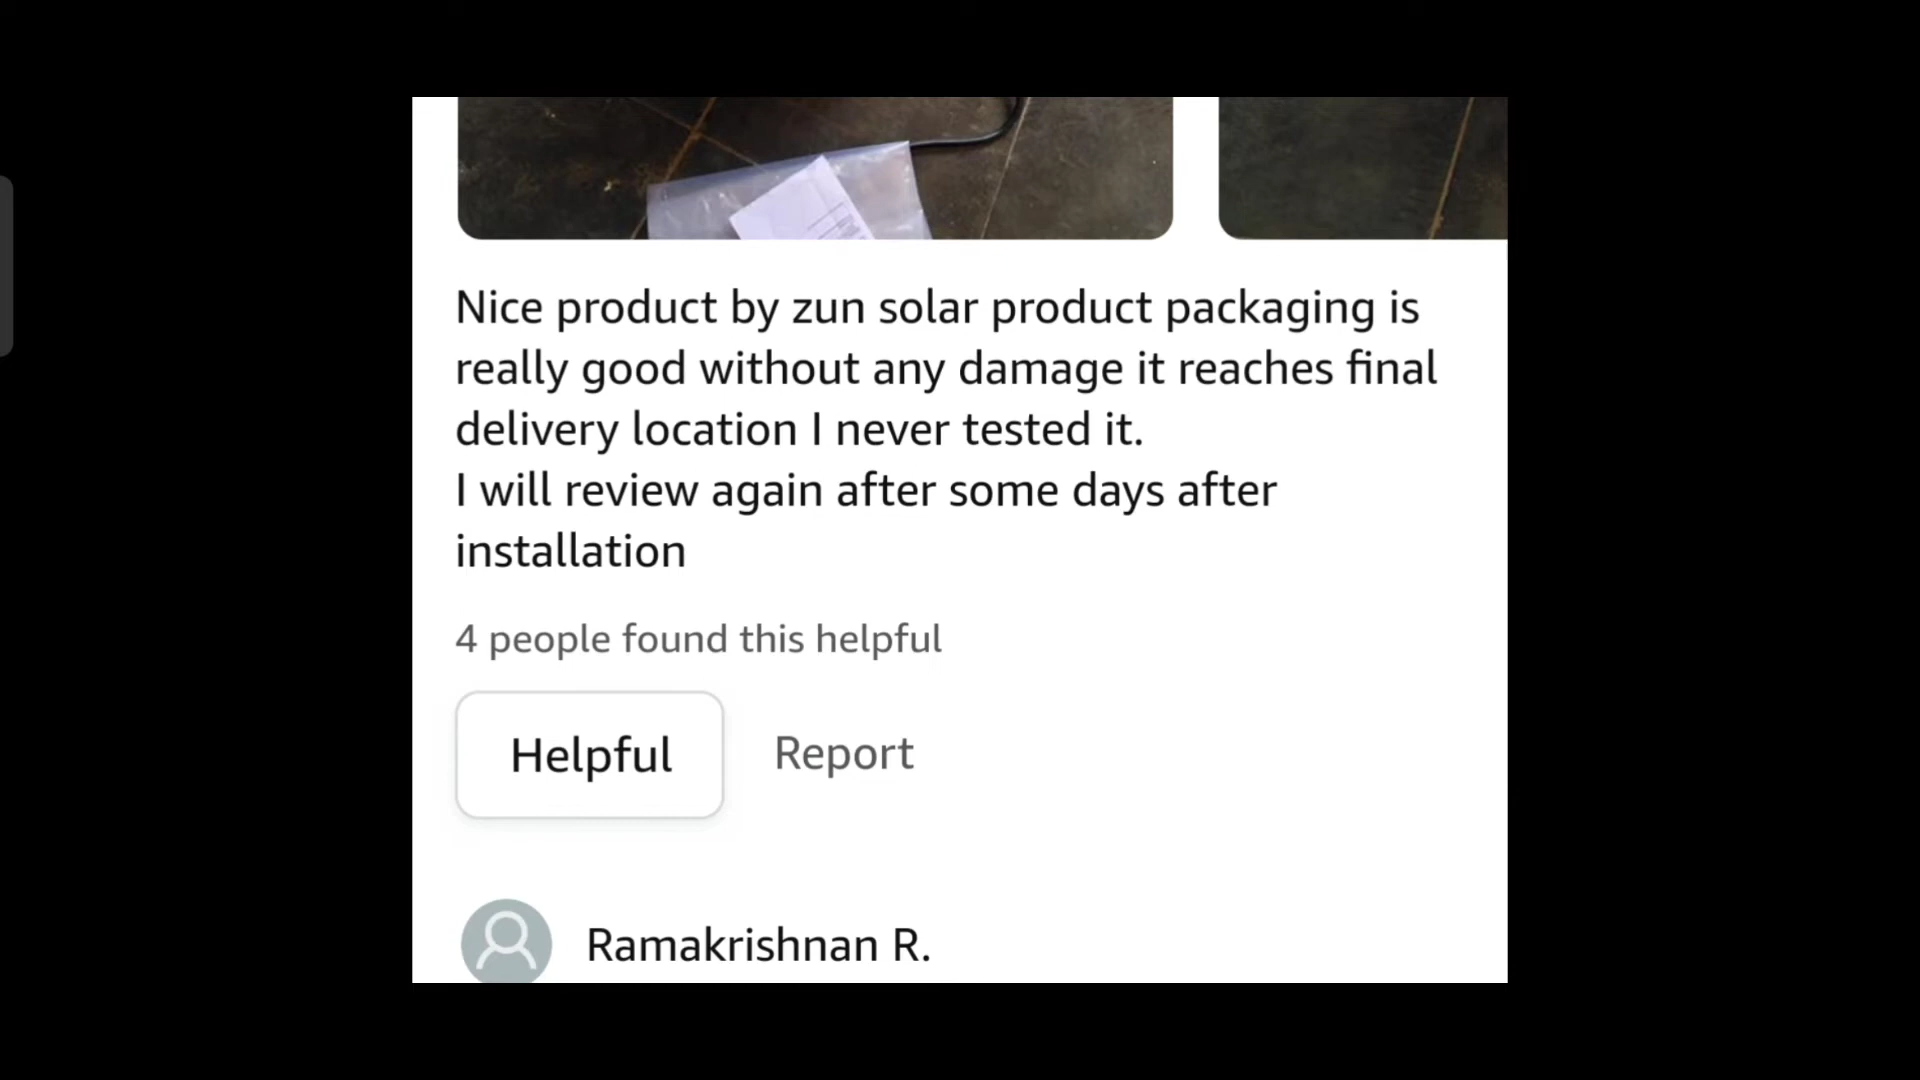 Nice product by zun solar product packaging is
really good without any damage it reaches final
delivery location I never tested it.
I will review again after some days after
installation
4 people found this helpful
Helpful
Report
Ramakrishnan R.